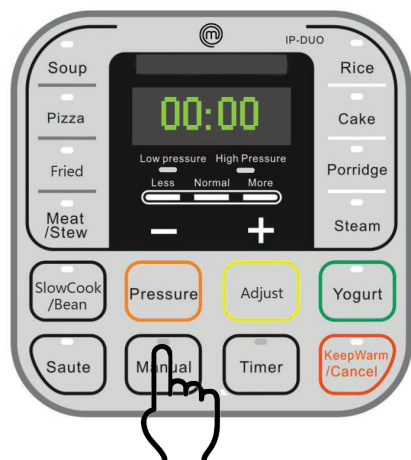 IP-DUO
Soup
Rice
00:00
Pizza
Cake
Low pressure High Pressure
Fried
Porridge
Less Normal More
Meat
/Stew
Steam
− +
SlowCook
/Bean
Pressure
Adjust
Yogurt
Saute
Manual
Timer
KeepWarm
/Cancel